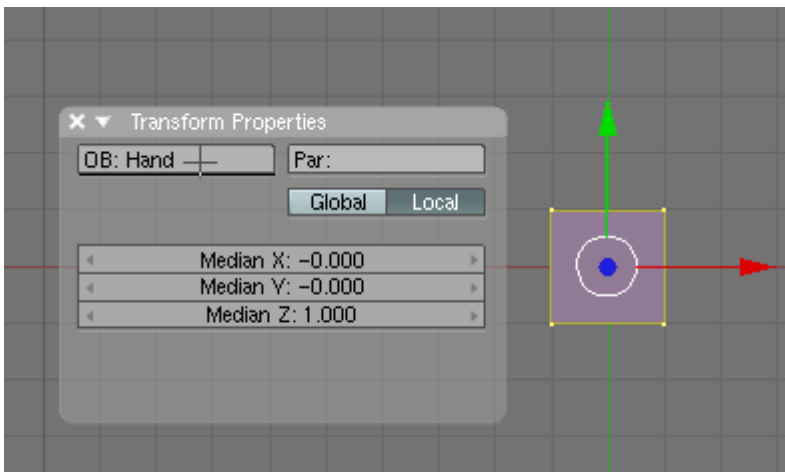 Transform Properties
OB: Hand Par:
Global Local
Median X: -0.000
Median Y: -0.000
Median Z: 1.000